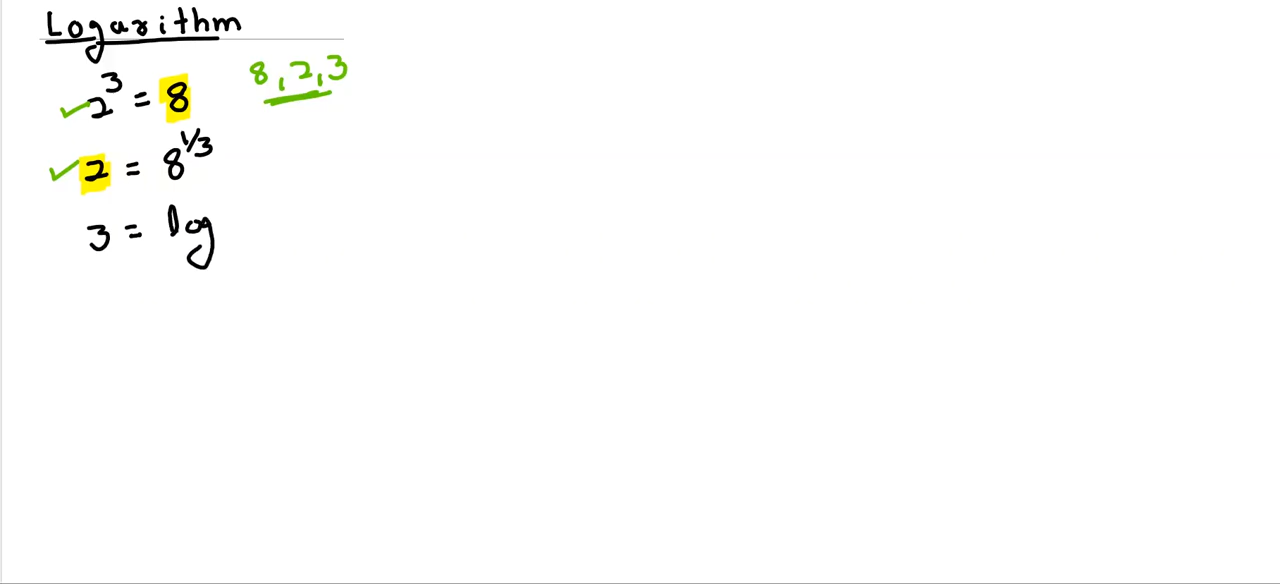 Logarithm
2³ = 8 8, 2, 3
2 = 8^1/3
3 = log